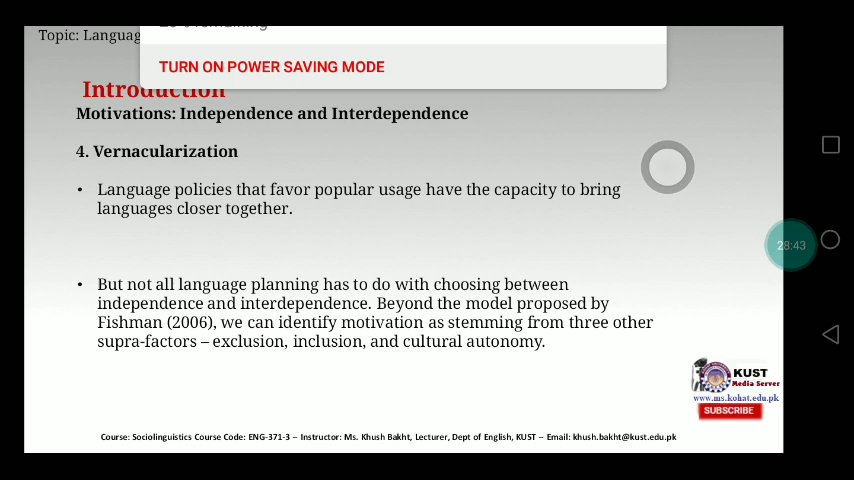 Topic: Languag
TURN ON POWER SAVING MODE
Introduction
Motivations: Independence and Interdependence
4. Vernacularization
• Language policies that favor popular usage have the capacity to bring
languages closer together.
28:43
• But not all language planning has to do with choosing between
independence and interdependence. Beyond the model proposed by
Fishman (2006), we can identify motivation as stemming from three other
supra-factors – exclusion, inclusion, and cultural autonomy.
KUST
Media Server
www.ms.kohat.edu.pk
SUBSCRIBE
Course: Sociolinguistics Course Code: ENG-371-3 – Instructor: Ms. Khush Bakht, Lecturer, Dept of English, KUST – Email: khush.bakht@kust.edu.pk